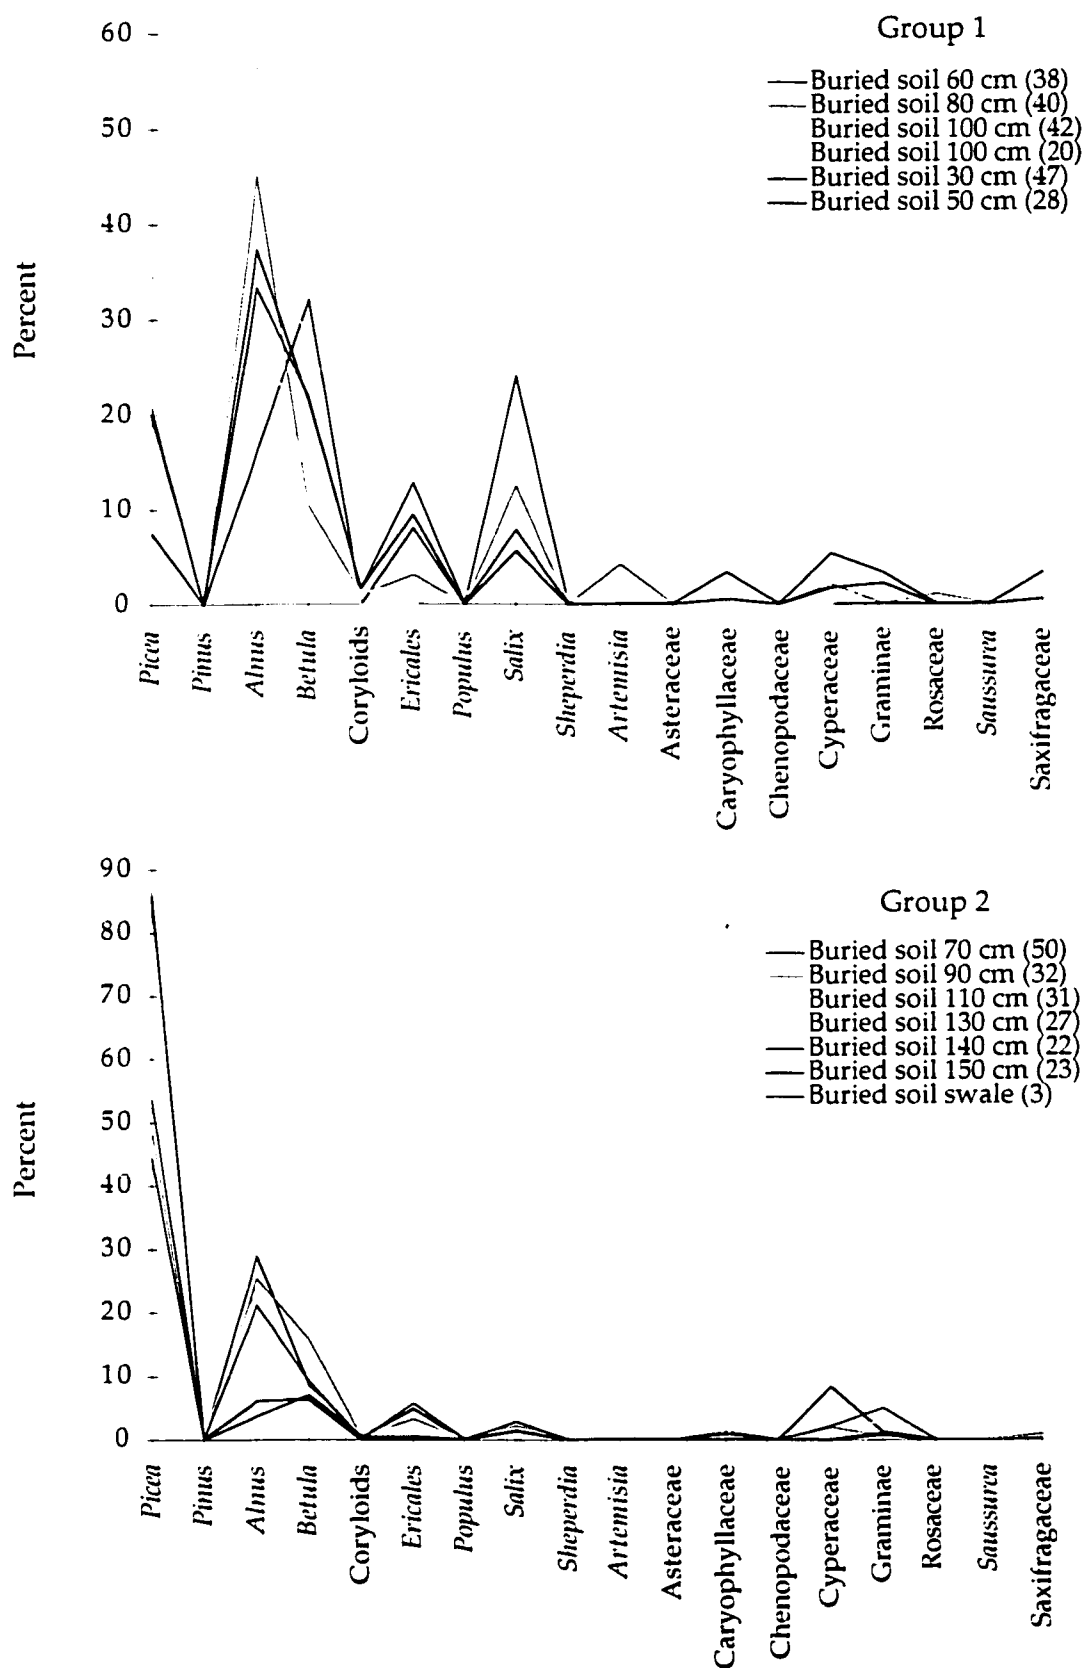 Group 1
60
50
40
30
20
10
0
Percent
Buried soil 60 cm (38)
Buried soil 80 cm (40)
Buried soil 100 cm (42)
Buried soil 100 cm (20)
Buried soil 30 cm (47)
Buried soil 50 cm (28)
Picea
Pinus
Alnus
Betula
Coryloids
Ericales
Populus
Salix
Sheperdia
Artemisia
Asteraceae
Caryophyllaceae
Chenopodaceae
Cyperaceae
Graminae
Rosaceae
Saussurea
Saxifragaceae
Group 2
90
80
70
60
50
40
30
20
10
0
Percent
Buried soil 70 cm (50)
Buried soil 90 cm (32)
Buried soil 110 cm (31)
Buried soil 130 cm (27)
Buried soil 140 cm (22)
Buried soil 150 cm (23)
Buried soil swale (3)
Picea
Pinus
Alnus
Betula
Coryloids
Ericales
Populus
Salix
Sheperdia
Artemisia
Asteraceae
Caryophyllaceae
Chenopodaceae
Cyperaceae
Graminae
Rosaceae
Saussurea
Saxifragaceae